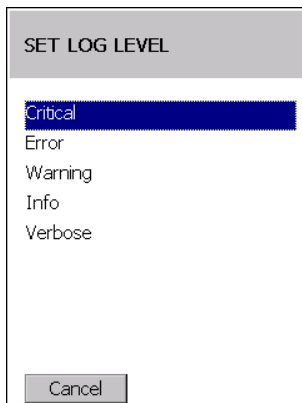 SET LOG LEVEL
Critical
Error
Warning
Info
Verbose
Cancel